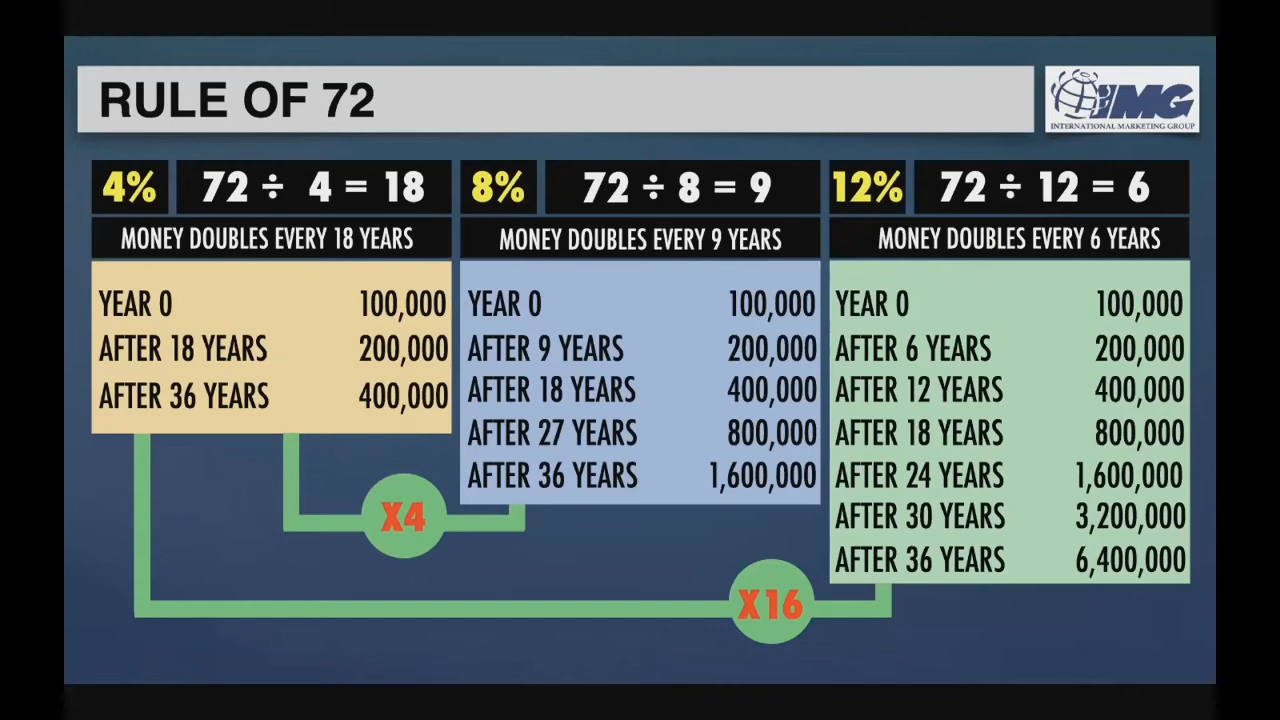 RULE OF 72
IMG
INTERNATIONAL MARKETING GROUP
4% 72 ÷ 4 = 18
MONEY DOUBLES EVERY 18 YEARS
YEAR 0 100,000
AFTER 18 YEARS 200,000
AFTER 36 YEARS 400,000
8% 72 ÷ 8 = 9
MONEY DOUBLES EVERY 9 YEARS
YEAR 0 100,000
AFTER 9 YEARS 200,000
AFTER 18 YEARS 400,000
AFTER 27 YEARS 800,000
AFTER 36 YEARS 1,600,000
12% 72 ÷ 12 = 6
MONEY DOUBLES EVERY 6 YEARS
YEAR 0 100,000
AFTER 6 YEARS 200,000
AFTER 12 YEARS 400,000
AFTER 18 YEARS 800,000
AFTER 24 YEARS 1,600,000
AFTER 30 YEARS 3,200,000
AFTER 36 YEARS 6,400,000
X4
X16